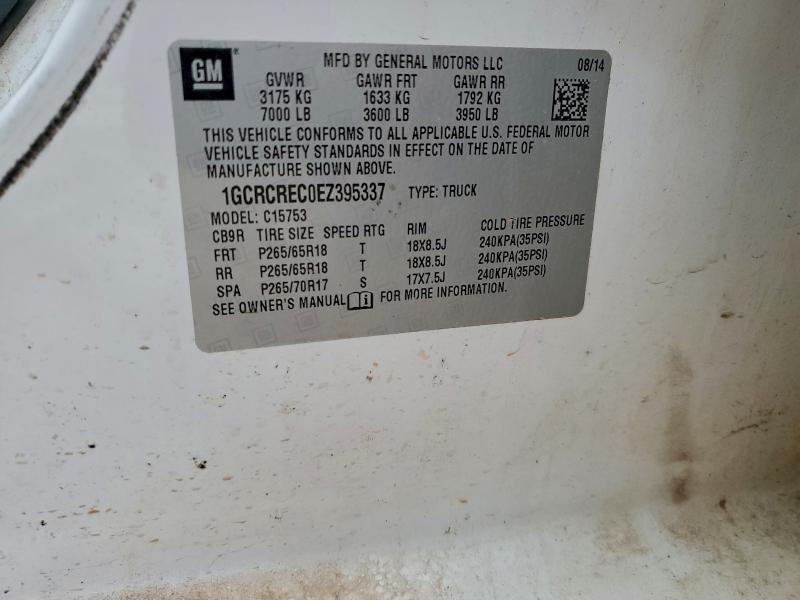 GM
MFD BY GENERAL MOTORS LLC 08/14
GVWR GAWR FRT GAWR RR
3175 KG 1633 KG 1792 KG
7000 LB 3600 LB 3950 LB
THIS VEHICLE CONFORMS TO ALL APPLICABLE U.S. FEDERAL MOTOR
VEHICLE SAFETY STANDARDS IN EFFECT ON THE DATE OF
MANUFACTURE SHOWN ABOVE.
1GCRCREC0EZ395337 TYPE: TRUCK
MODEL: C15753
CB9R TIRE SIZE SPEED RTG RIM COLD TIRE PRESSURE
FRT P265/65R18 T 18X8.5J 240KPA(35PSI)
RR P265/65R18 T 18X8.5J 240KPA(35PSI)
SPA P265/70R17 S 17X7.5J 240KPA(35PSI)
SEE OWNER'S MANUAL FOR MORE INFORMATION.